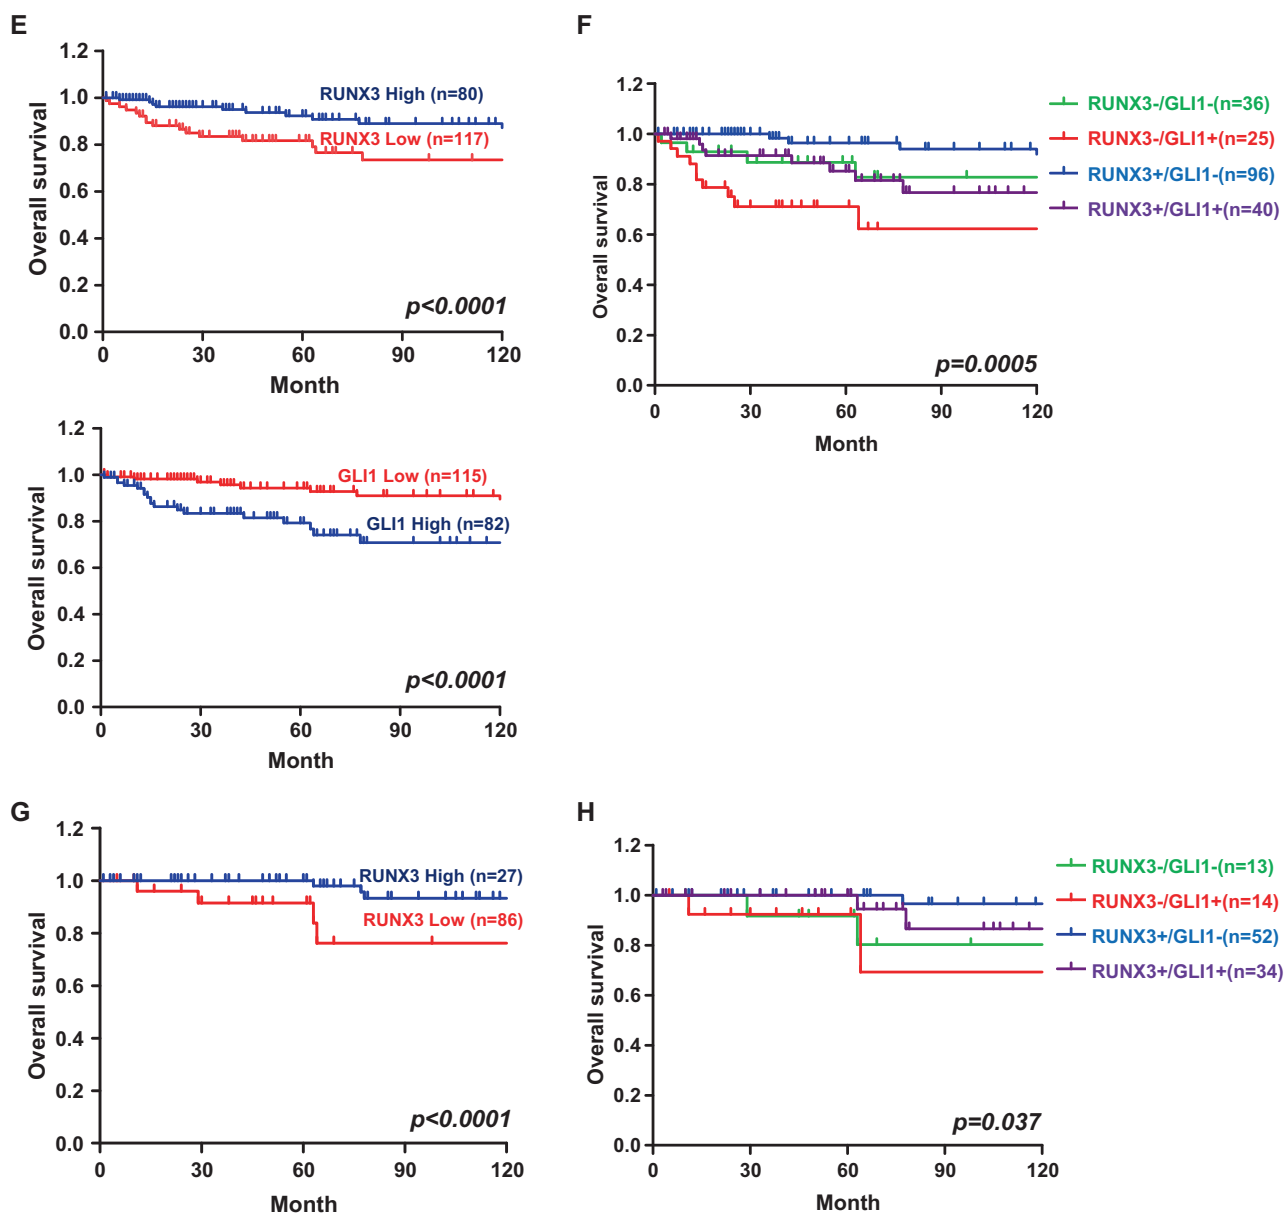 E
1.2
1.0
0.8
0.6
0.4
0.2
0.0
Overall survival
RUNX3 High (n=80)
RUNX3 Low (n=117)
p<0.0001
0 30 60 90 120
Month
1.2
1.0
0.8
0.6
0.4
0.2
0.0
Overall survival
GLI1 Low (n=115)
GLI1 High (n=82)
p<0.0001
0 30 60 90 120
Month
F
1.2
1.0
0.8
0.6
0.4
0.2
0.0
Overall survival
RUNX3-/GLI1-(n=36)
RUNX3-/GLI1+(n=25)
RUNX3+/GLI1-(n=96)
RUNX3+/GLI1+(n=40)
p=0.0005
0 30 60 90 120
Month
G
1.2
1.0
0.8
0.6
0.4
0.2
0.0
Overall survival
RUNX3 High (n=27)
RUNX3 Low (n=86)
p<0.0001
0 30 60 90 120
Month
H
1.2
1.0
0.8
0.6
0.4
0.2
0.0
Overall survival
RUNX3-/GLI1-(n=13)
RUNX3-/GLI1+(n=14)
RUNX3+/GLI1-(n=52)
RUNX3+/GLI1+(n=34)
p=0.037
0 30 60 90 120
Month